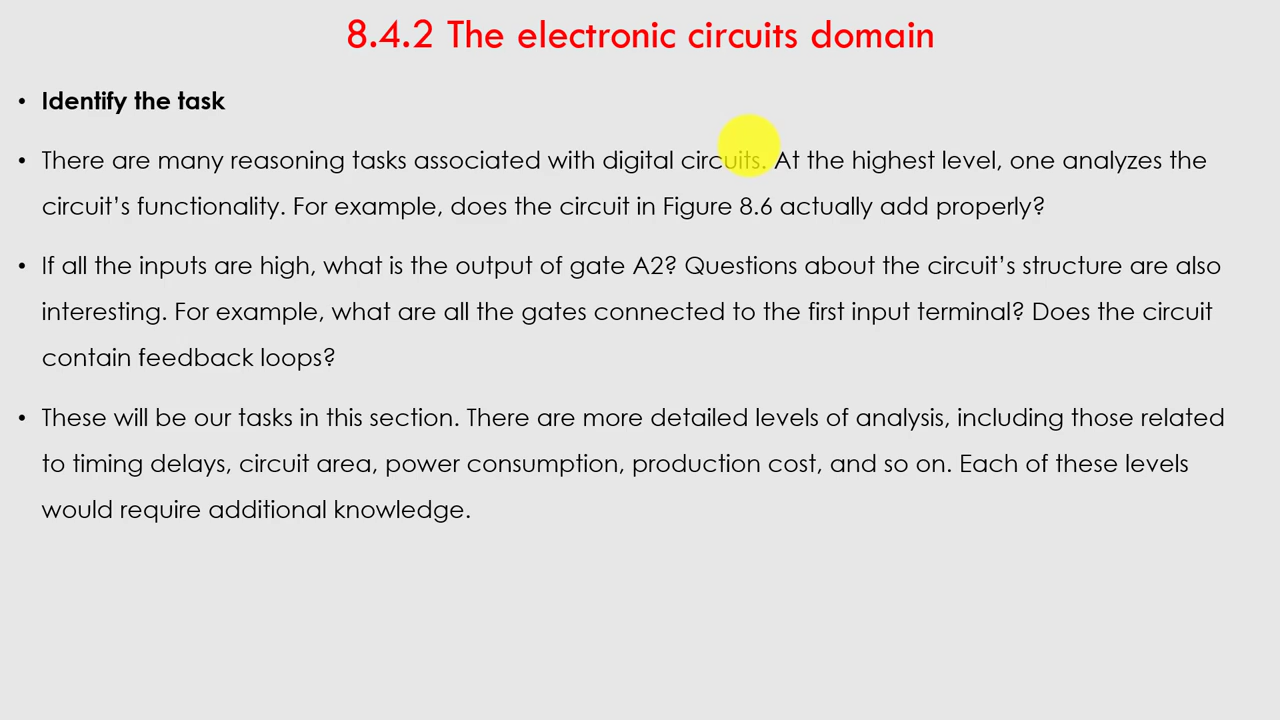 8.4.2 The electronic circuits domain
• Identify the task
• There are many reasoning tasks associated with digital circuits. At the highest level, one analyzes the
circuit’s functionality. For example, does the circuit in Figure 8.6 actually add properly?
• If all the inputs are high, what is the output of gate A2? Questions about the circuit’s structure are also
interesting. For example, what are all the gates connected to the first input terminal? Does the circuit
contain feedback loops?
• These will be our tasks in this section. There are more detailed levels of analysis, including those related
to timing delays, circuit area, power consumption, production cost, and so on. Each of these levels
would require additional knowledge.